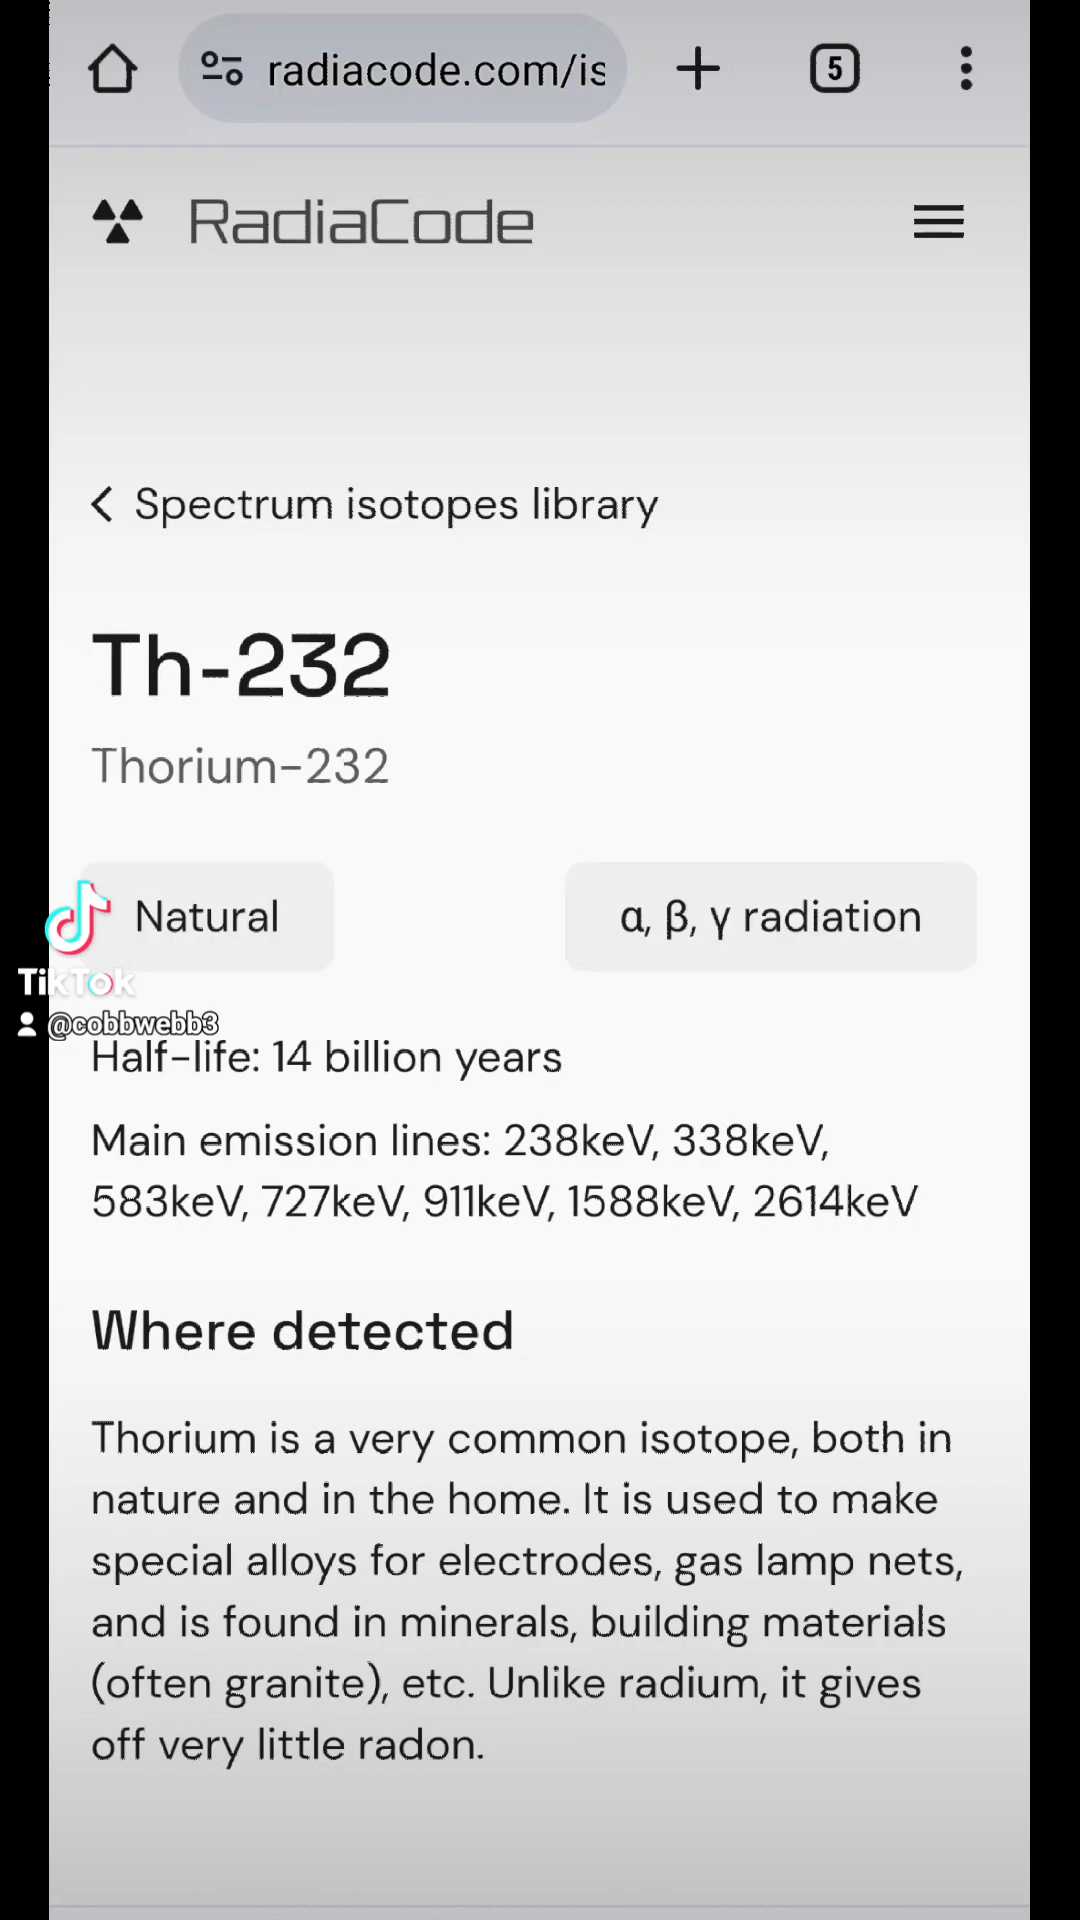 radiacode.com/is
5
RadiaCode
Spectrum isotopes library
Th-232
Thorium-232
Natural
α, β, γ radiation
TikTok
@cobbwebb3
Half-life: 14 billion years
Main emission lines: 238keV, 338keV,
583keV, 727keV, 911keV, 1588keV, 2614keV
Where detected
Thorium is a very common isotope, both in
nature and in the home. It is used to make
special alloys for electrodes, gas lamp nets,
and is found in minerals, building materials
(often granite), etc. Unlike radium, it gives
off very little radon.